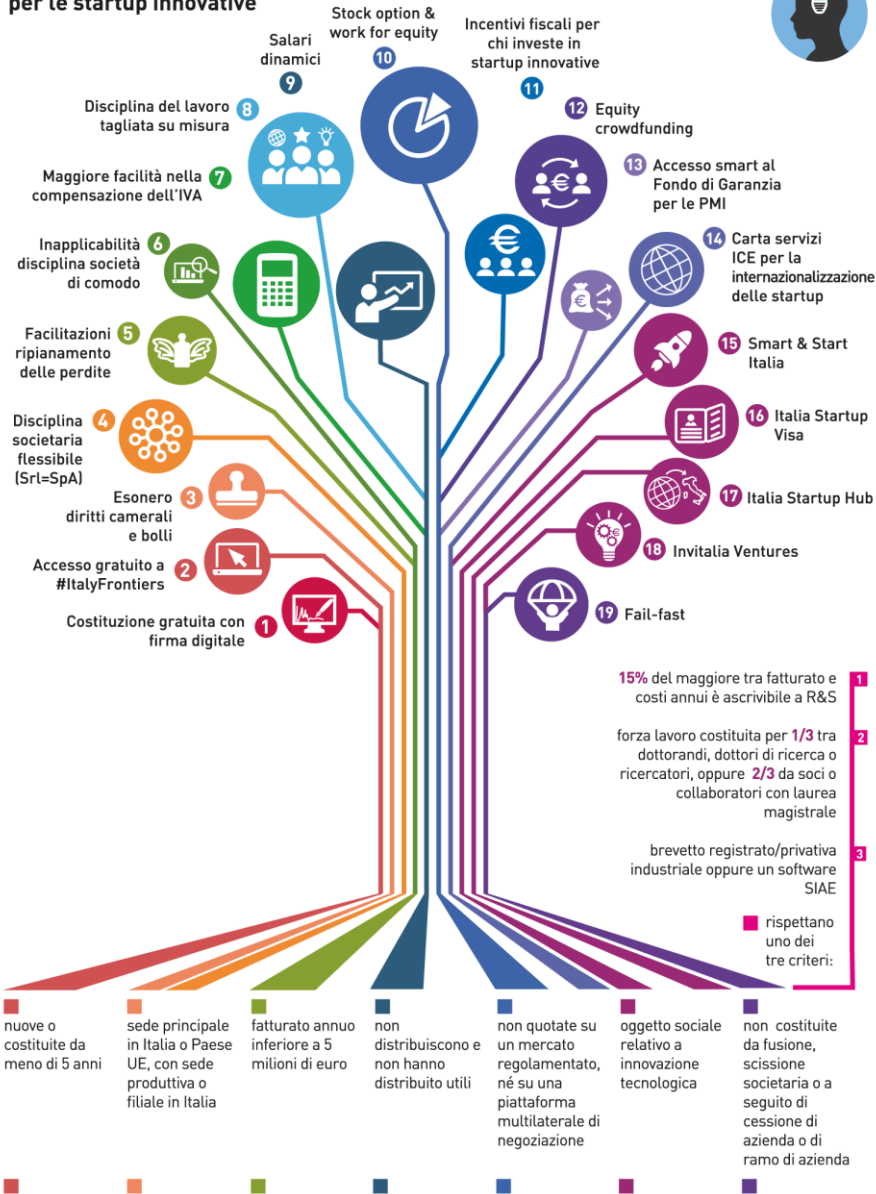 per le startup innovative
Stock option &
work for equity
10
Salari
dinamici
9
Incentivi fiscali per
chi investe in
startup innovative
11
Disciplina del lavoro
tagliata su misura
8
12 Equity
crowdfunding
Maggiore facilità nella
compensazione dell'IVA
7
13 Accesso smart al
Fondo di Garanzia
per le PMI
Inapplicabilità
disciplina società
di comodo
6
14 Carta servizi
ICE per la
internazionalizzazione
delle startup
Facilitazioni
ripianamento
delle perdite
5
15 Smart & Start
Italia
Disciplina
societaria
flessibile
(Srl=SpA)
4
16 Italia Startup
Visa
Esonero
diritti camerali
e bolli
3
17 Italia Startup Hub
Accesso gratuito a
#ItalyFrontiers
2
18 Invitalia Ventures
Costituzione gratuita con
firma digitale
1
19 Fail-fast
15% del maggiore tra fatturato e
costi annui è ascrivibile a R&S
1
forza lavoro costituita per 1/3 tra
dottorandi, dottori di ricerca o
ricercatori, oppure 2/3 da soci o
collaboratori con laurea
magistrale
2
brevetto registrato/privativa
industriale oppure un software
SIAE
3
rispettano
uno dei
tre criteri:
nuove o
costituite da
meno di 5 anni
sede principale
in Italia o Paese
UE, con sede
produttiva o
filiale in Italia
fatturato annuo
inferiore a 5
milioni di euro
non
distribuiscono e
non hanno
distribuito utili
non quotate su
un mercato
regolamentato,
né su una
piattaforma
multilaterale di
negoziazione
oggetto sociale
relativo a
innovazione
tecnologica
non costituite
da fusione,
scissione
societaria o a
seguito di
cessione di
azienda o di
ramo di azienda